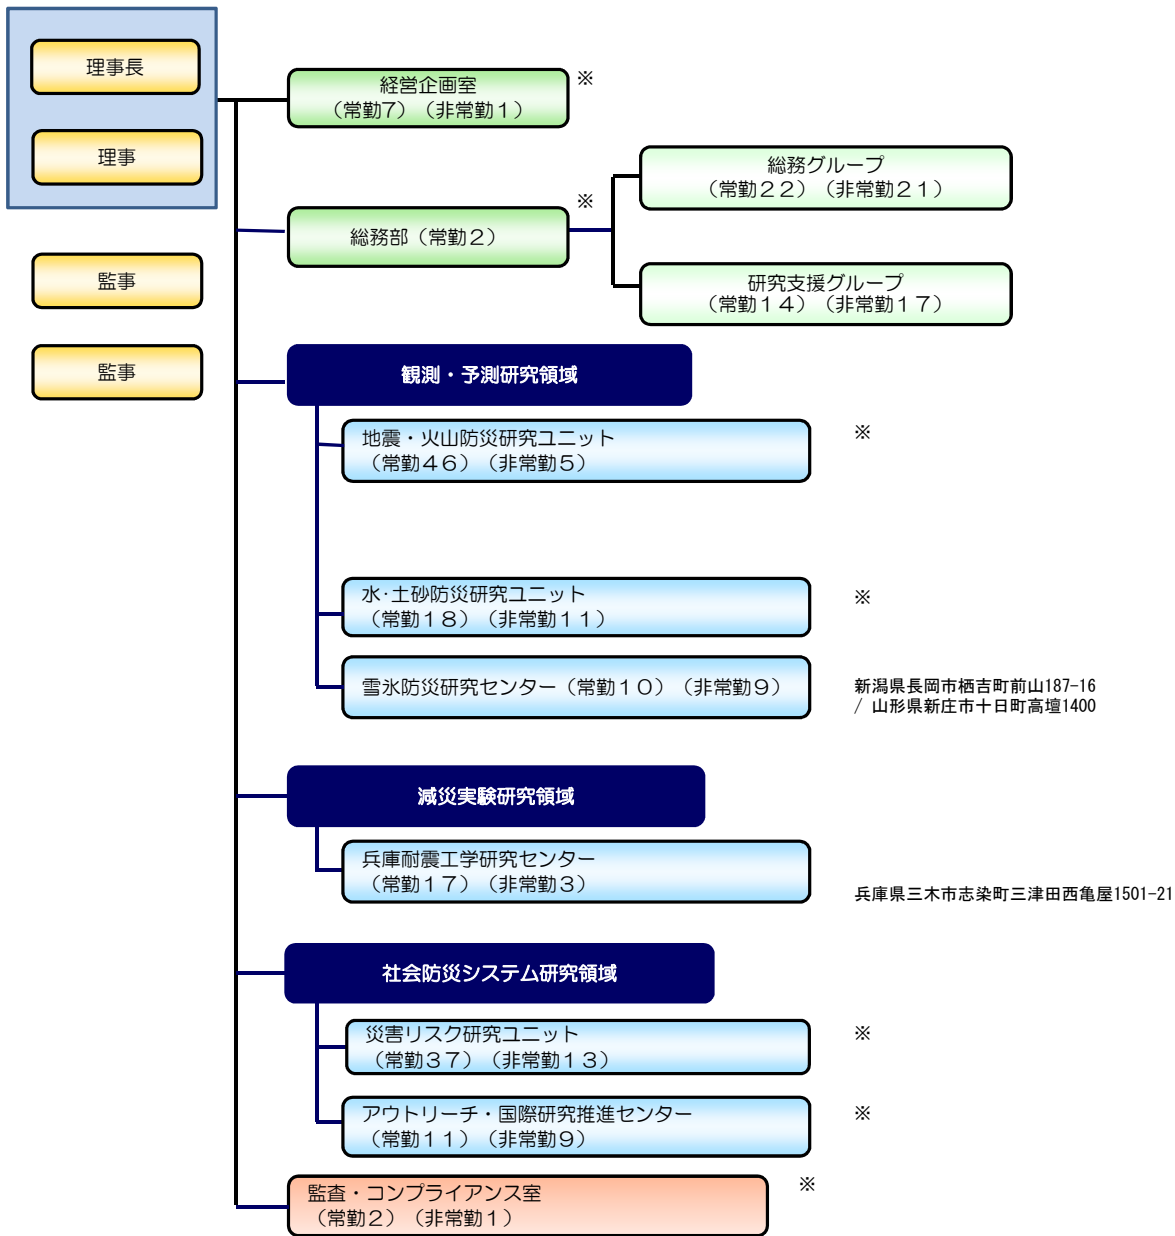 理事長
理事
監事
監事
経営企画室
（常勤7）（非常勤１）
※
総務部（常勤２）
※
総務グループ
（常勤２２）（非常勤２１）
研究支援グループ
（常勤１４）（非常勤１７）
観測・予測研究領域
地震・火山防災研究ユニット
（常勤４６）（非常勤５）
※
水･土砂防災研究ユニット
（常勤１８）（非常勤１１）
※
雪氷防災研究センター（常勤１０）（非常勤９）
新潟県長岡市栖吉町前山187-16
/ 山形県新庄市十日町高壇1400
減災実験研究領域
兵庫耐震工学研究センター
（常勤１７）（非常勤３）
兵庫県三木市志染町三津田西亀屋1501-21
社会防災システム研究領域
災害リスク研究ユニット
（常勤３７）（非常勤１３）
※
アウトリーチ・国際研究推進センター
（常勤１１）（非常勤９）
※
監査・コンプライアンス室
（常勤２）（非常勤１）
※